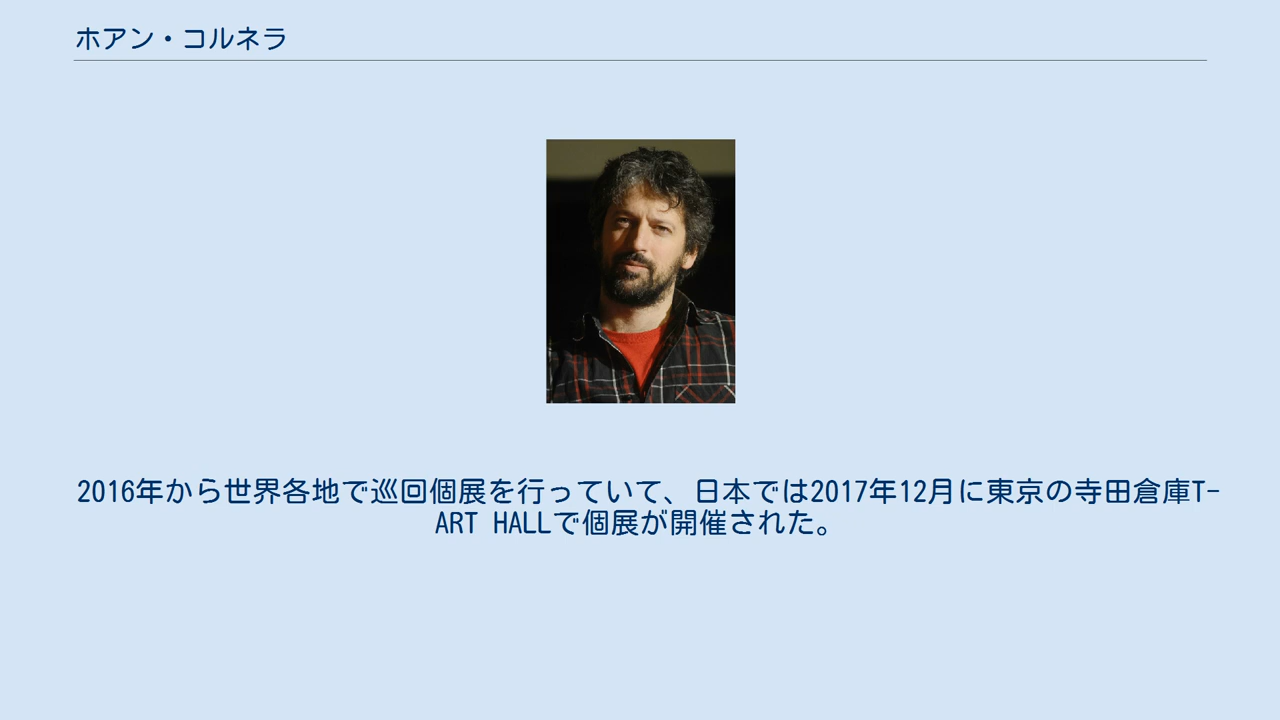 ホアン・コルネラ
2016年から世界各地で巡回個展を行っていて、日本では2017年12月に東京の寺田倉庫T-
ART HALLで個展が開催された。